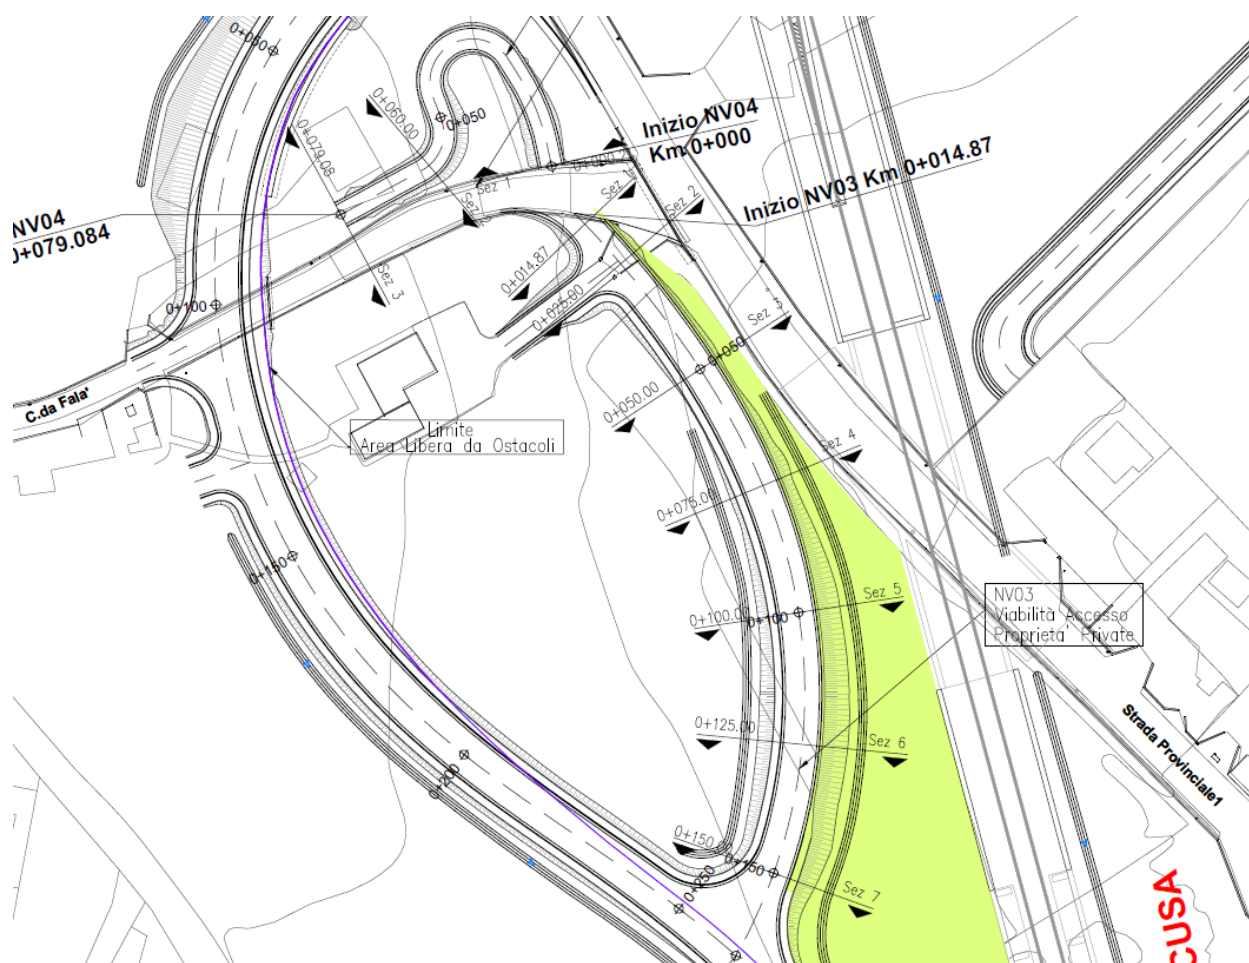 0+050
0+060.00
0+050
0+079.08
Inizio NV04
Km 0+000
Inizio NV03 Km 0+014.87
Sez 1
Sez 1
Sez 2
NV04
0+079.084
Sez 3
0+014.87
0+025.00
0+100
Sez 3
0+050
C.da Fala'
0+050.00
Limite
Area Libera da Ostacoli
Sez 4
0+075.00
0+150
Sez 5
0+100.00
0+100
NV03
Viabilità Accesso
Proprieta' Private
0+125.00
Sez 6
Strada Provinciale1
0+200
0+150
0+250
Sez 7
CUSA